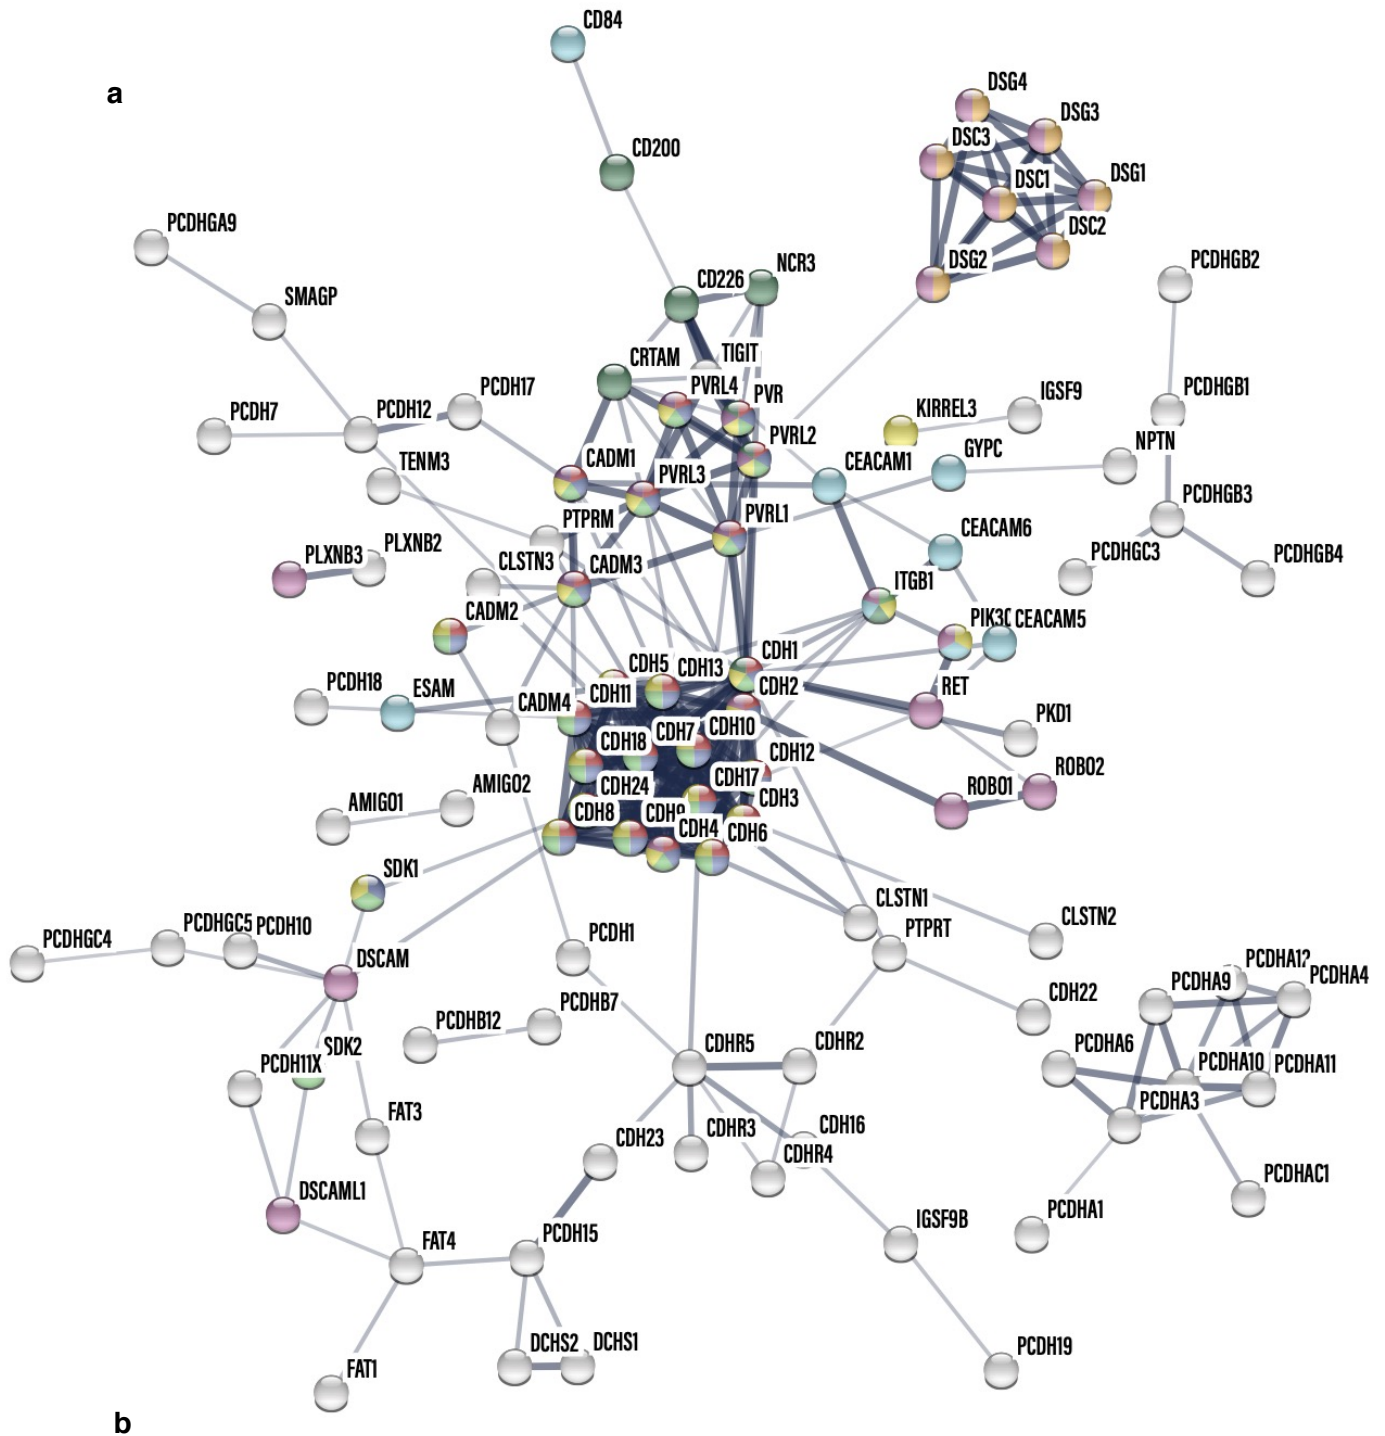 CD84
a
DSG4
DSG3
DSC3
CD200
DSC1
DSG1
PCDHGA9
DSC2
DSG2
PCDHGB2
NCR3
CD226
SMAGP
TIGIT
CRTAM
PVRL4
PCDH17
PVR
IGSF9
PCDHGB1
KIRREL3
PCDH7
PCDH12
PVRL2
NPTN
GYPC
TENM3
CADM1
CEACAM1
PVRL3
PCDHGB3
PVRL1
PTPRM
CEACAM6
PLXNB2
PLXNB3
PCDHGC3
PCDHGB4
CLSTN3
CADM3
ITGB1
CADM2
PIK3C
CEACAM5
CDH1
CDH5
CDH13
PCDH18
ESAM
CDH11
CDH2
RET
CADM4
PKD1
CDH7
CDH10
CDH18
CDH12
ROBO2
CDH17
AMIGO2
CDH24
ROBO1
AMIGO1
CDH3
CDH8
CDH9
CDH4
CDH6
SDK1
CLSTN1
CLSTN2
PCDHGC5
PCDH10
PTPRT
PCDH1
PCDHGC4
DSCAM
PCDHA12
PCDHA4
PCDHA9
CDH22
PCDHB7
PCDHB12
CDHR5
CDHR2
PCDHA6
SDK2
PCDH11X
PCDHA10
PCDHA11
PCDHA3
FAT3
CDH16
CDHR3
CDH23
CDHR4
PCDHAC1
DSCAML1
PCDHA1
IGSF9B
PCDH15
FAT4
DCHS2
DCHS1
PCDH19
FAT1
b